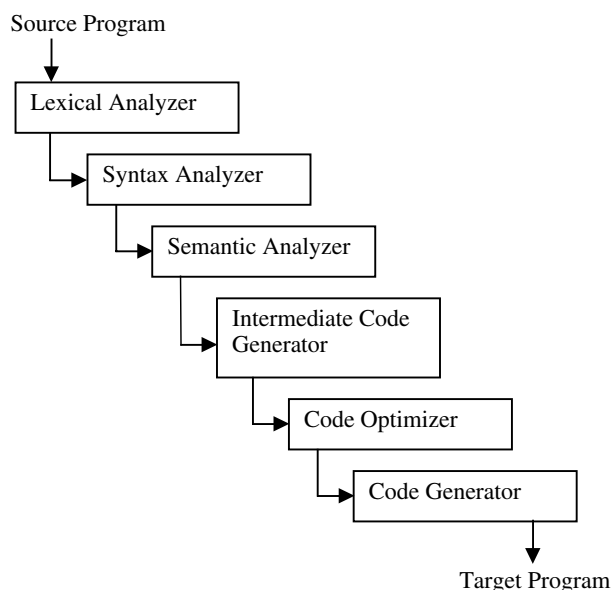 Source Program
Lexical Analyzer
Syntax Analyzer
Semantic Analyzer
Intermediate Code
Generator
Code Optimizer
Code Generator
Target Program